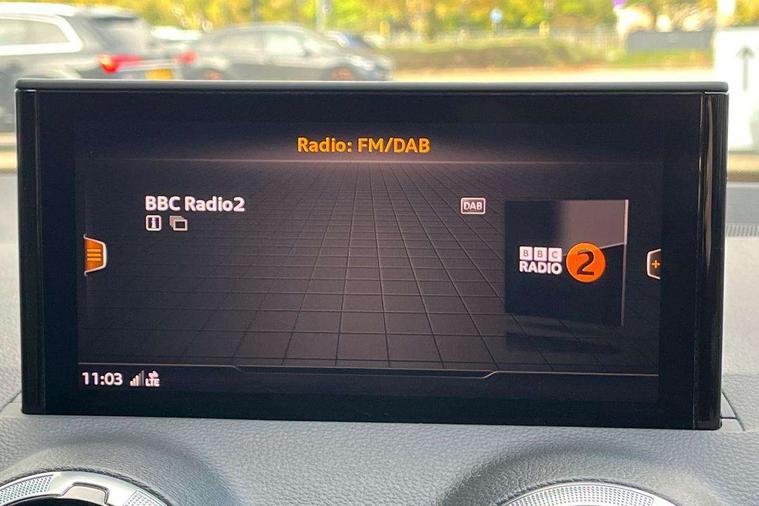 Radio: FM/DAB
BBC Radio2
DAB
BBC
RADIO 2
11:03
LTE